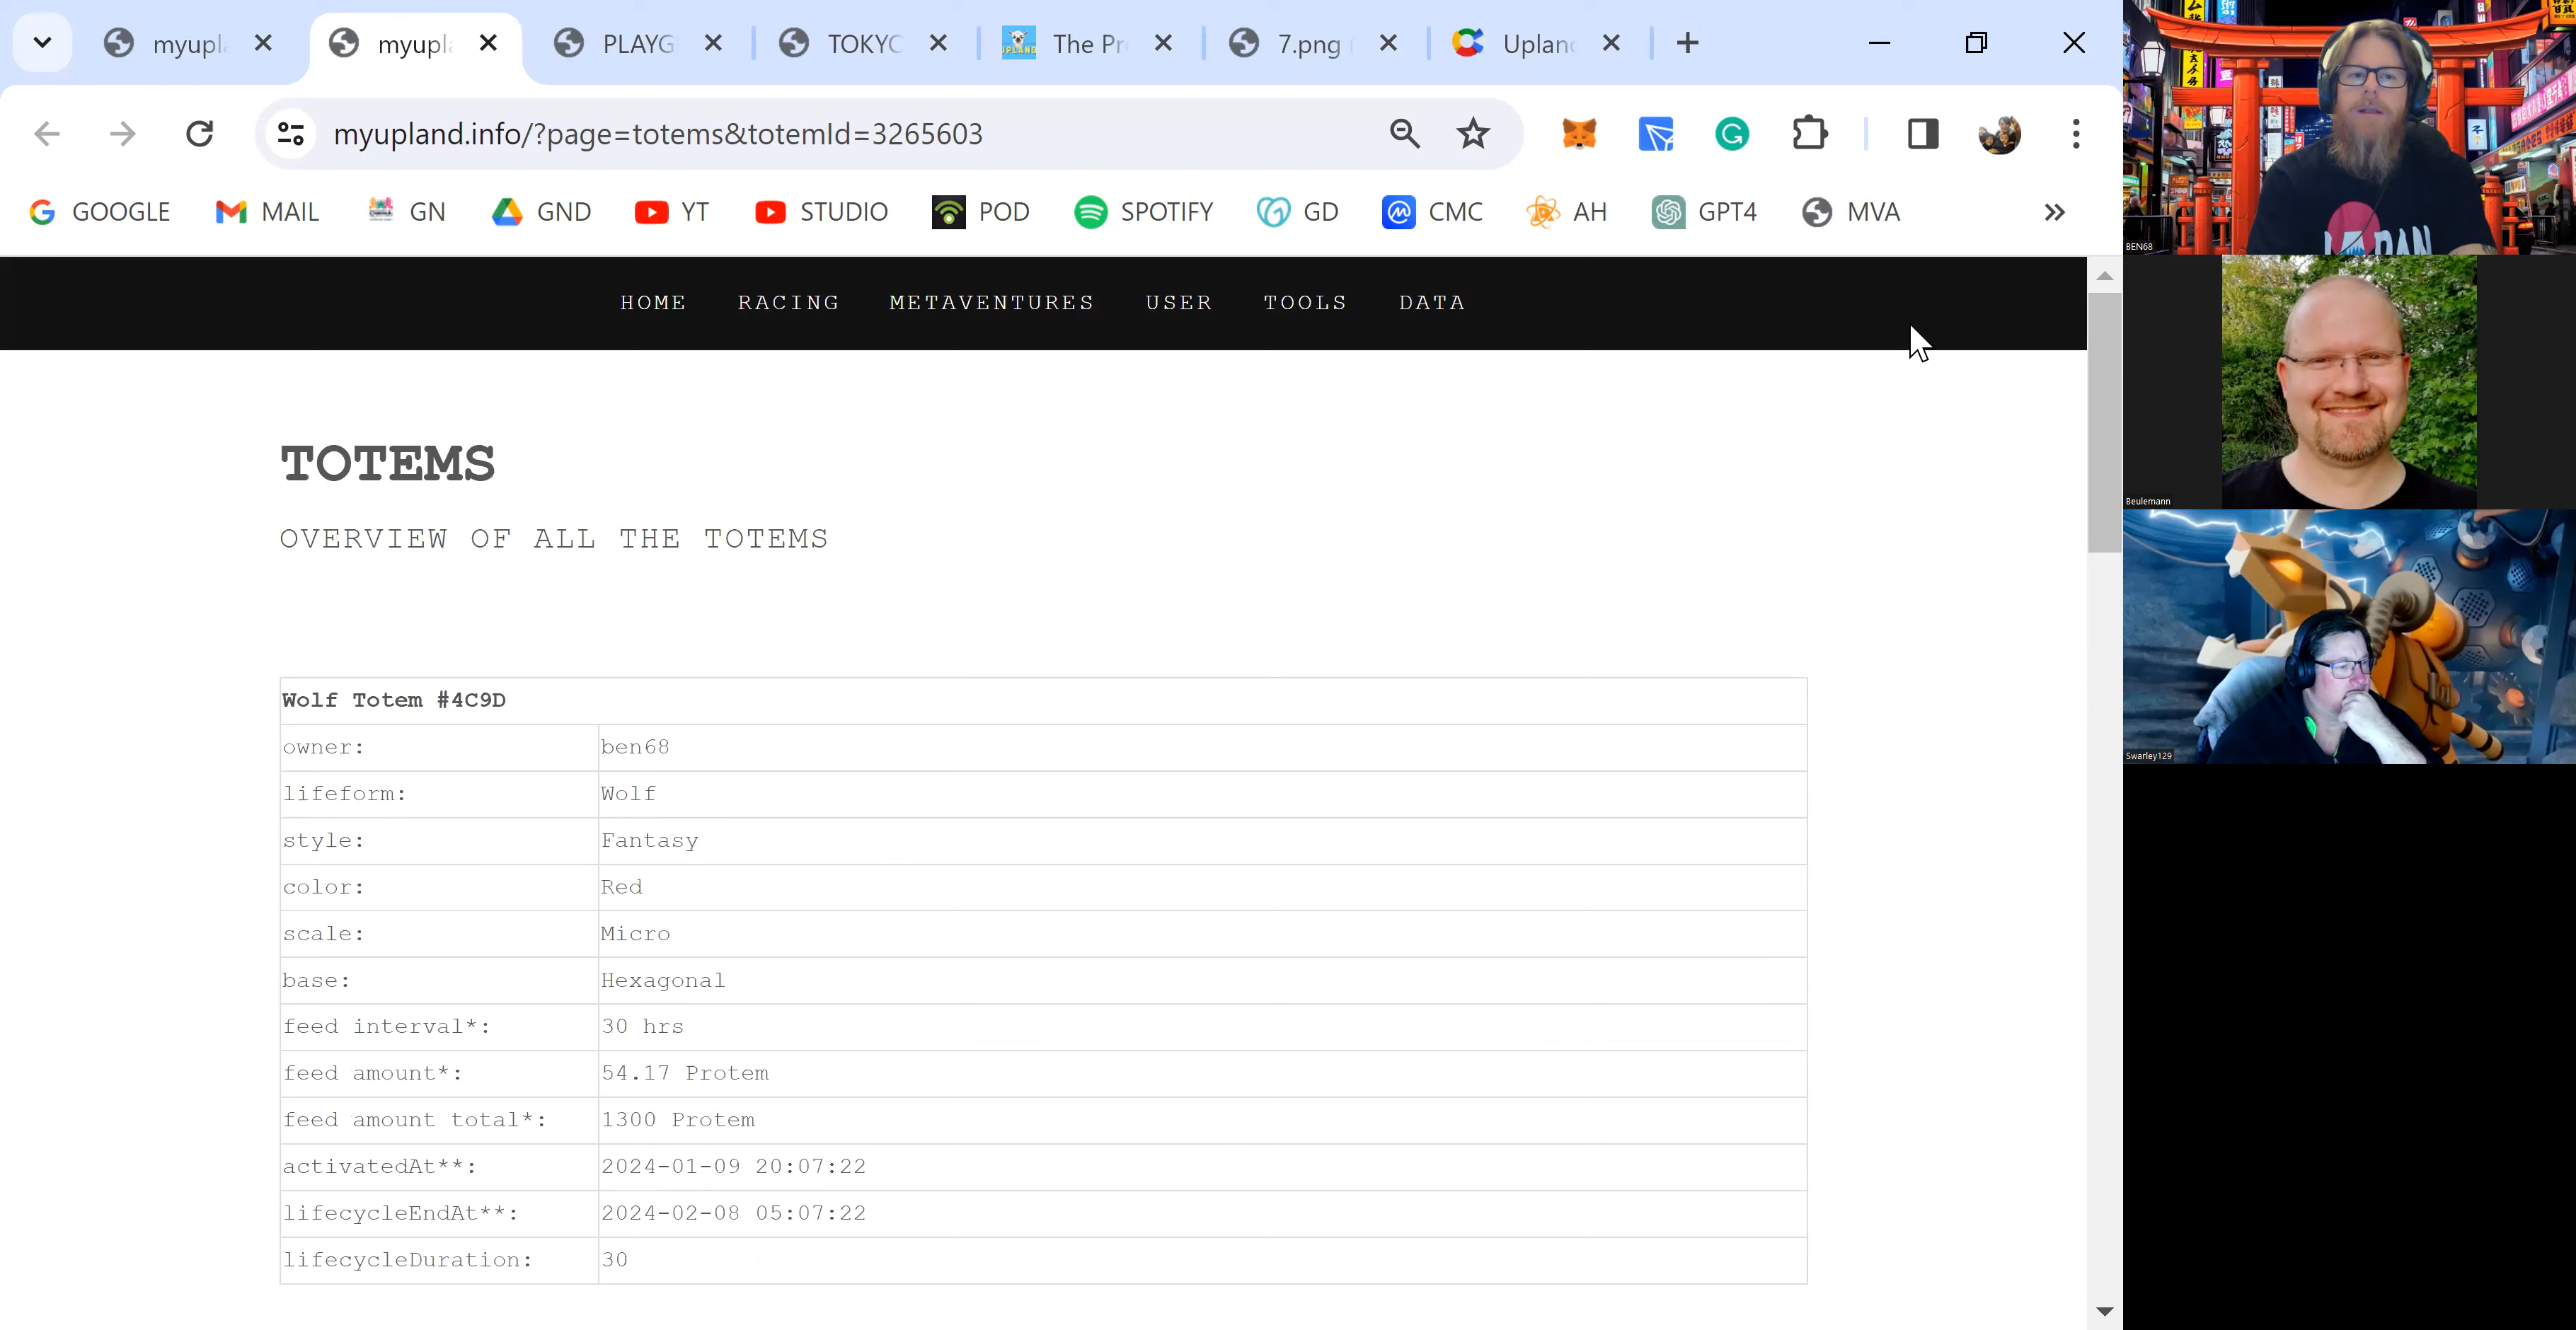 myupl
myupl
PLAYG
TOKYC
The Pr
7.png
Uplan
myupland.info/?page=totems&totemId=3265603
GOOGLE MAIL GN GND YT STUDIO POD SPOTIFY GD CMC AH GPT4 MVA
HOME RACING METAVENTURES USER TOOLS DATA
TOTEMS
OVERVIEW OF ALL THE TOTEMS
Wolf Totem #4C9D
owner: ben68
lifeform: Wolf
style: Fantasy
color: Red
scale: Micro
base: Hexagonal
feed interval*: 30 hrs
feed amount*: 54.17 Protem
feed amount total*: 1300 Protem
activatedAt**: 2024-01-09 20:07:22
lifecycleEndAt**: 2024-02-08 05:07:22
lifecycleDuration: 30
BEN68
JAPAN
Beulemann
Swarley129